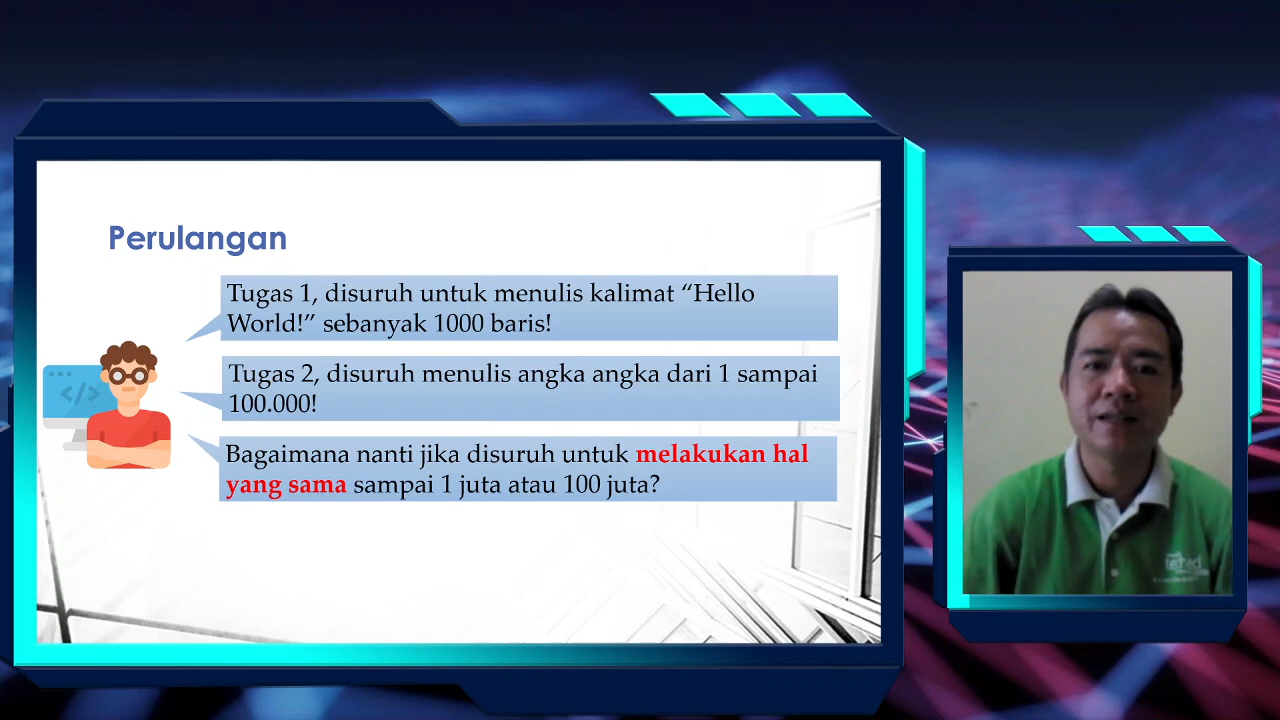 Perulangan
Tugas 1, disuruh untuk menulis kalimat “Hello
World!” sebanyak 1000 baris!
Tugas 2, disuruh menulis angka angka dari 1 sampai
100.000!
Bagaimana nanti jika disuruh untuk melakukan hal
yang sama sampai 1 juta atau 100 juta?